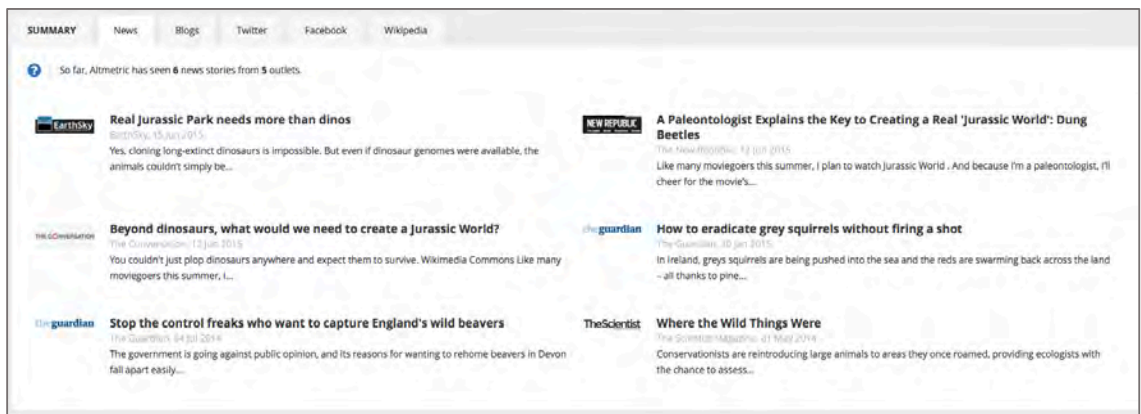 SUMMARY News Blogs Twitter Facebook Wikipedia
? So far, Altmetric has seen 6 news stories from 5 outlets.
EarthSky
Real Jurassic Park needs more than dinos
EarthSky, 15 Jun 2015
Yes, cloning long-extinct dinosaurs is impossible. But even if dinosaur genomes were available, the
animals couldn't simply be...
NEW REPUBLIC
A Paleontologist Explains the Key to Creating a Real 'Jurassic World': Dung
Beetles
The New Republic, 12 Jun 2015
Like many moviegoers this summer, I plan to watch Jurassic World . And because I'm a paleontologist, I'll
cheer for the movie's...
THE CONVERSATION
Beyond dinosaurs, what would we need to create a Jurassic World?
The Conversation, 12 Jun 2015
You couldn't just plop dinosaurs anywhere and expect them to survive. Wikimedia Commons Like many
moviegoers this summer, I...
the guardian
How to eradicate grey squirrels without firing a shot
The Guardian, 30 Jan 2015
In Ireland, greys squirrels are being pushed into the sea and the reds are swarming back across the land
– all thanks to pine...
the guardian
Stop the control freaks who want to capture England's wild beavers
The Guardian, 04 Jul 2014
The government is going against public opinion, and its reasons for wanting to rehome beavers in Devon
fall apart easily...
TheScientist
Where the Wild Things Were
The Scientist Magazine, 01 May 2014
Conservationists are reintroducing large animals to areas they once roamed, providing ecologists with
the chance to assess...